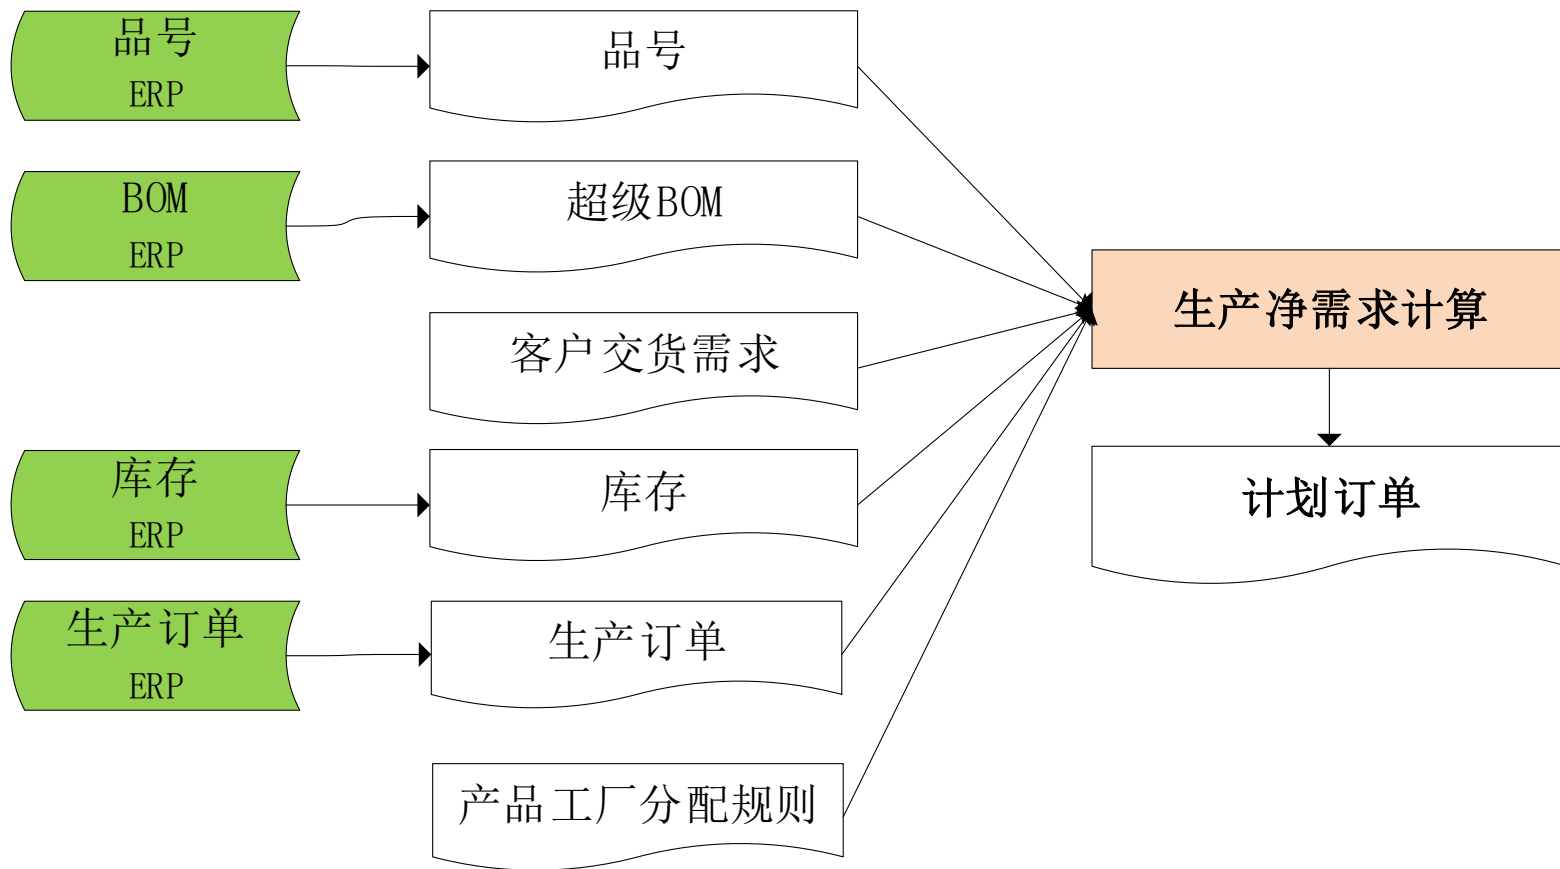 品号
ERP
品号
BOM
ERP
超级BOM
客户交货需求
生产净需求计算
库存
ERP
库存
计划订单
生产订单
ERP
生产订单
产品工厂分配规则